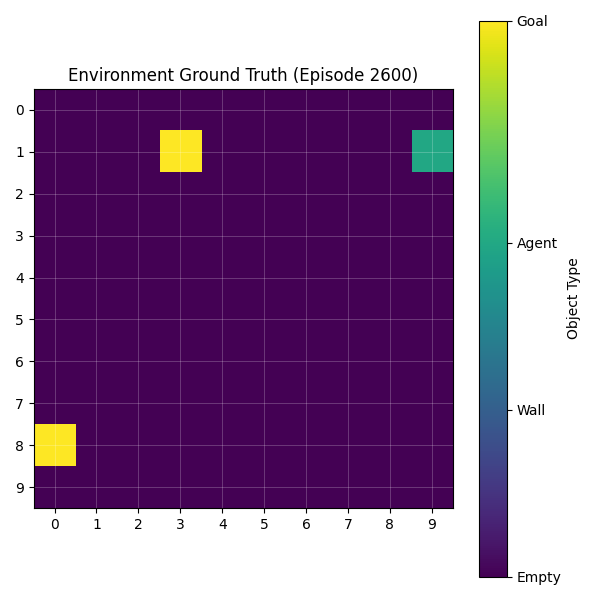 Environment Ground Truth (Episode 2600)
0
1
2
3
4
5
6
7
8
9
0 1 2 3 4 5 6 7 8 9
Goal
Agent
Wall
Empty
Object Type